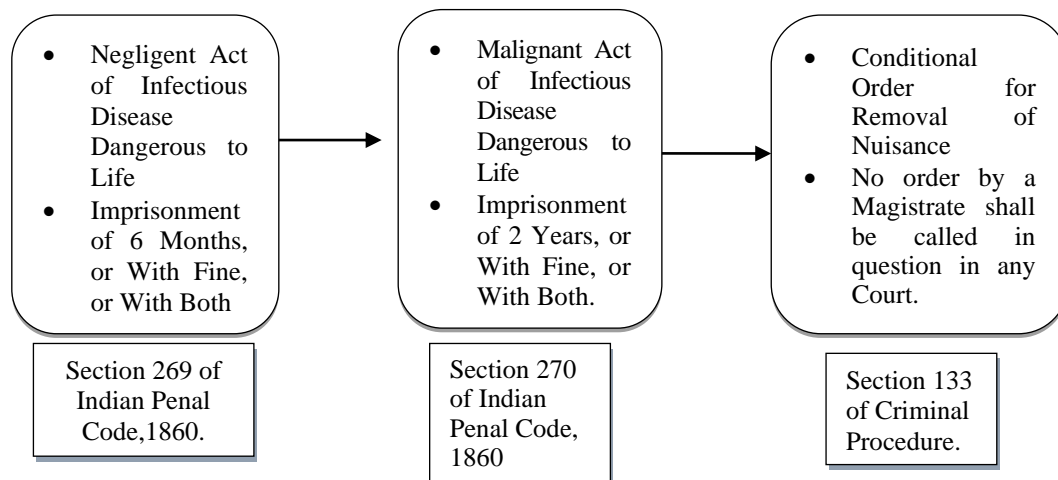 • Negligent Act
of Infectious
Disease
Dangerous to
Life
• Imprisonment
of 6 Months,
or With Fine,
or With Both
Section 269 of
Indian Penal
Code,1860.
• Malignant Act
of Infectious
Disease
Dangerous to
Life
• Imprisonment
of 2 Years, or
With Fine, or
With Both.
Section 270
of Indian
Penal Code,
1860
• Conditional
Order for
Removal of
Nuisance
• No order by a
Magistrate shall
be called in
question in any
Court.
Section 133
of Criminal
Procedure.